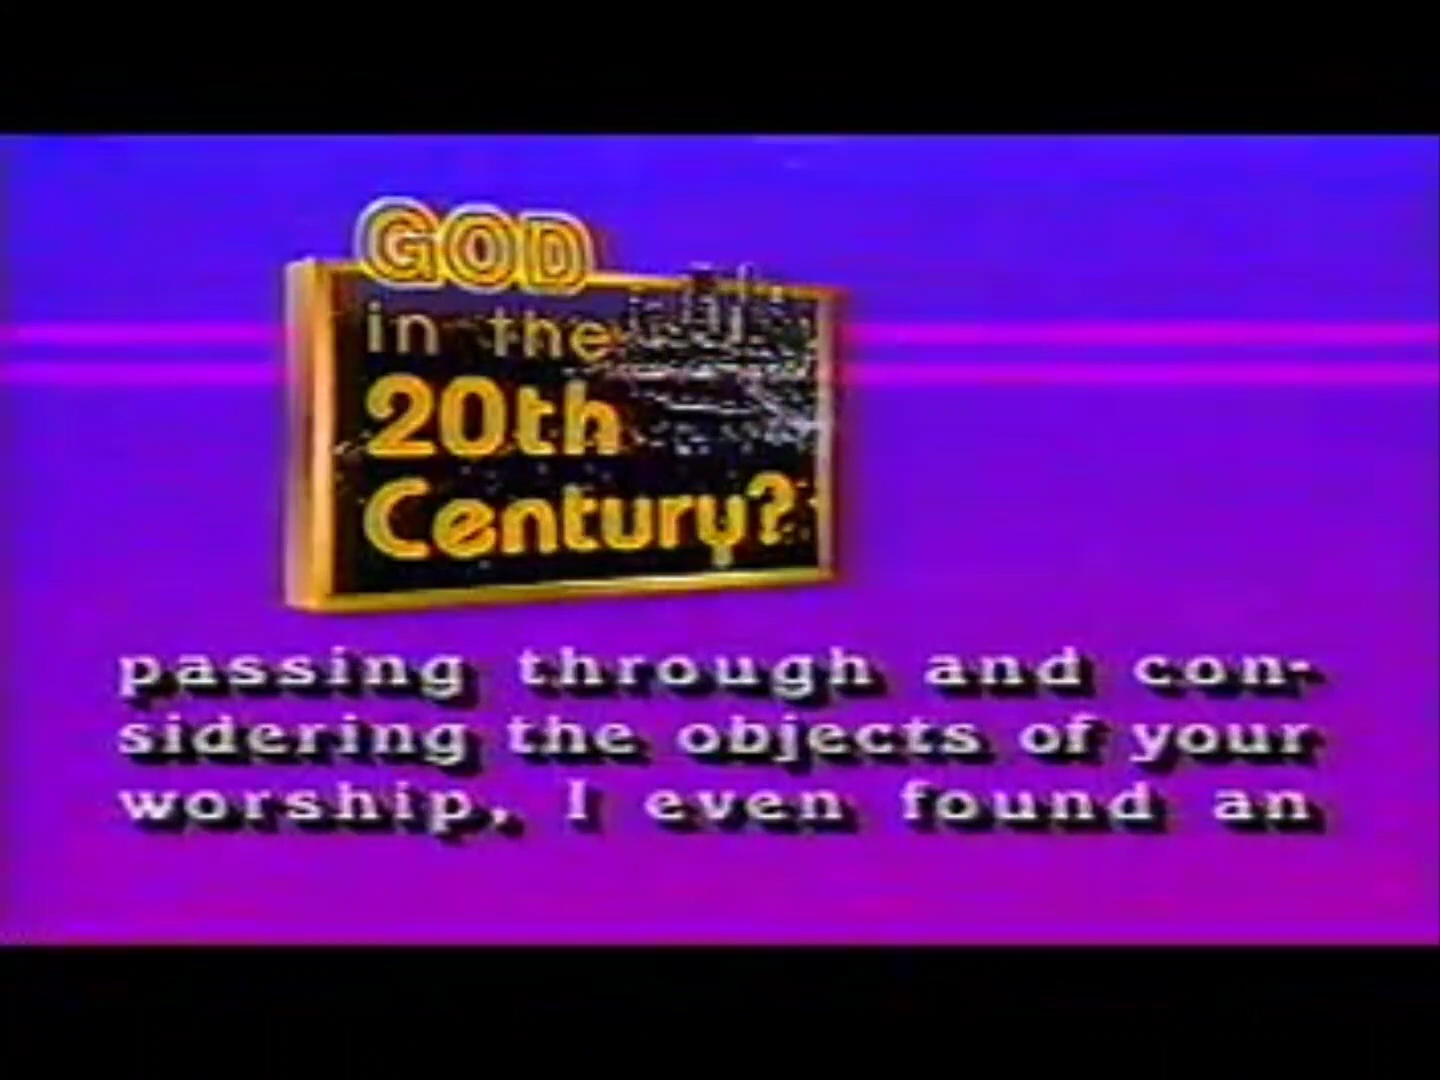 GOD
in the
20th
Century?
passing through and con-
sidering the objects of your
worship, I even found an